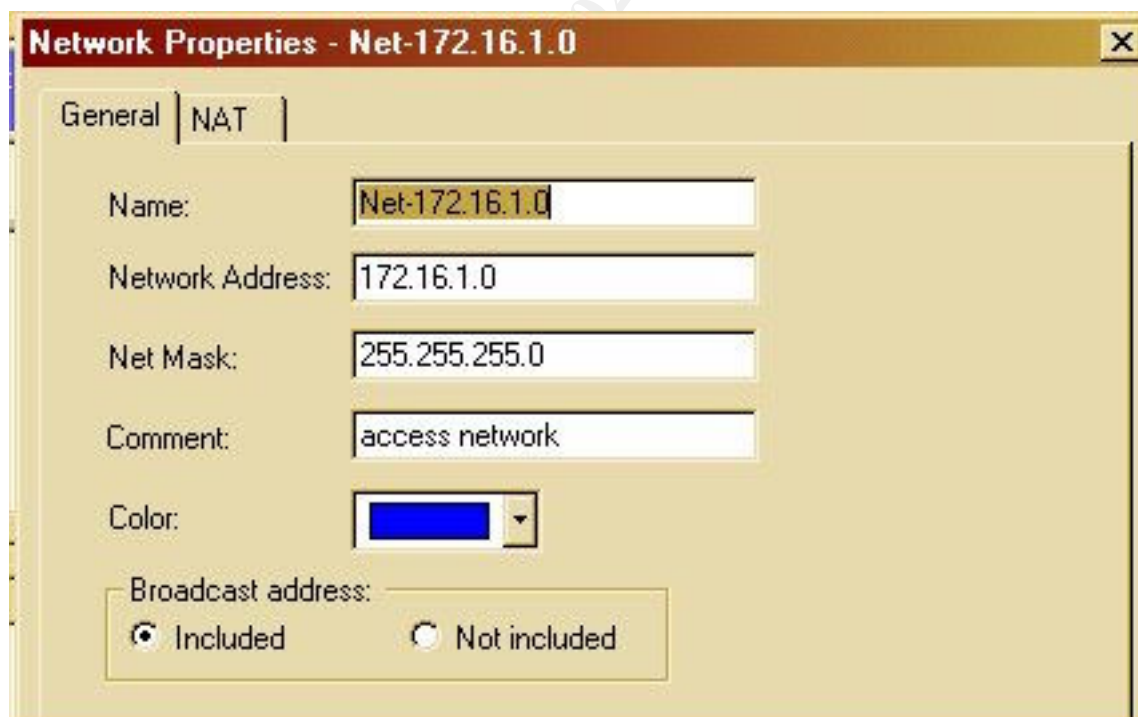 Network Properties - Net-172.16.1.0
General NAT
Name: Net-172.16.1.0
Network Address: 172.16.1.0
Net Mask: 255.255.255.0
Comment: access network
Color:
Broadcast address:
Included Not included